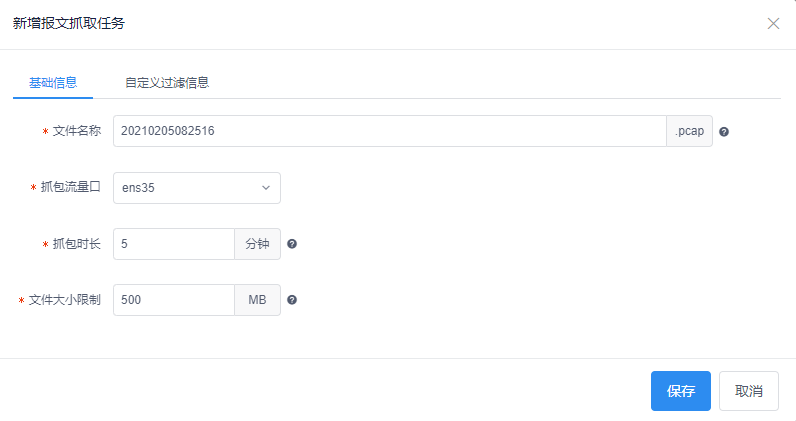 新增报文抓取任务
基础信息 自定义过滤信息
* 文件名称 20210205082516 .pcap
* 抓包流量口 ens35
* 抓包时长 5 分钟
* 文件大小限制 500 MB
保存 取消